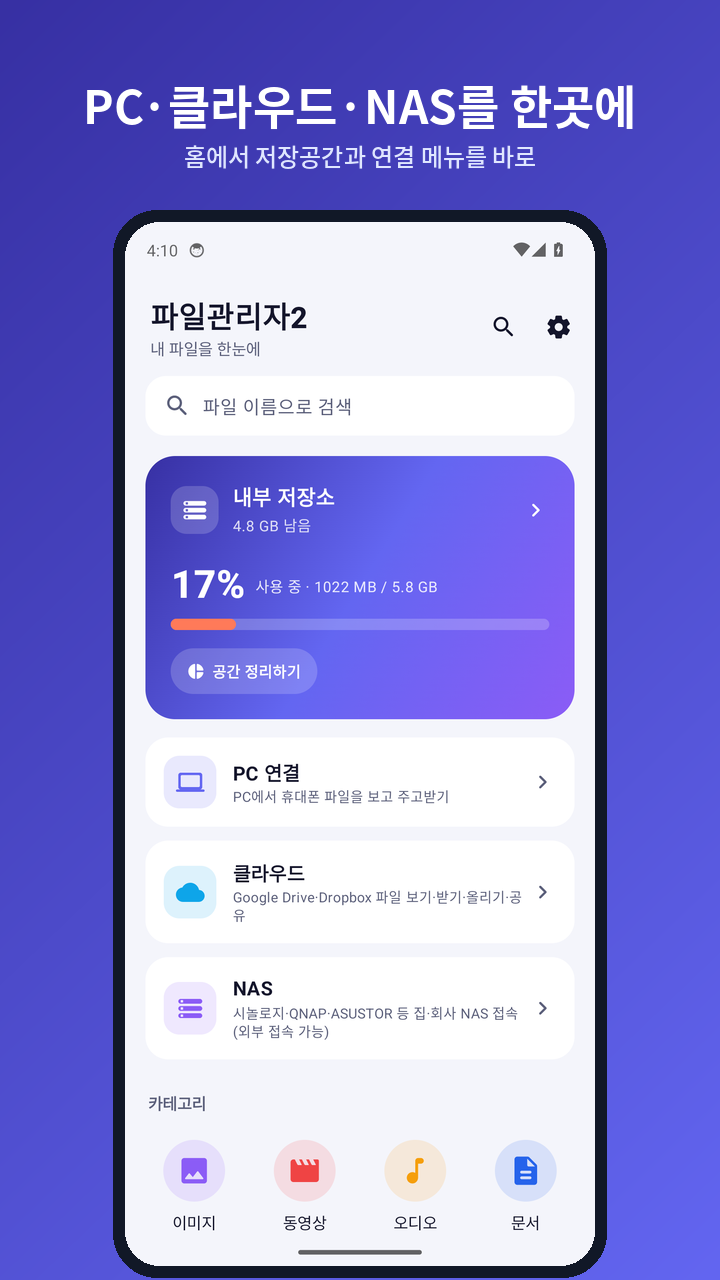 PC·클라우드·NAS를 한곳에
홈에서 저장공간과 연결 메뉴를 바로
4:10
파일관리자2
내 파일을 한눈에
파일 이름으로 검색
내부 저장소
4.8 GB 남음
17% 사용 중 · 1022 MB / 5.8 GB
공간 정리하기
PC 연결
PC에서 휴대폰 파일을 보고 주고받기
클라우드
Google Drive·Dropbox 파일 보기·받기·올리기·공
유
NAS
시놀로지·QNAP·ASUSTOR 등 집·회사 NAS 접속
(외부 접속 가능)
카테고리
이미지 동영상 오디오 문서